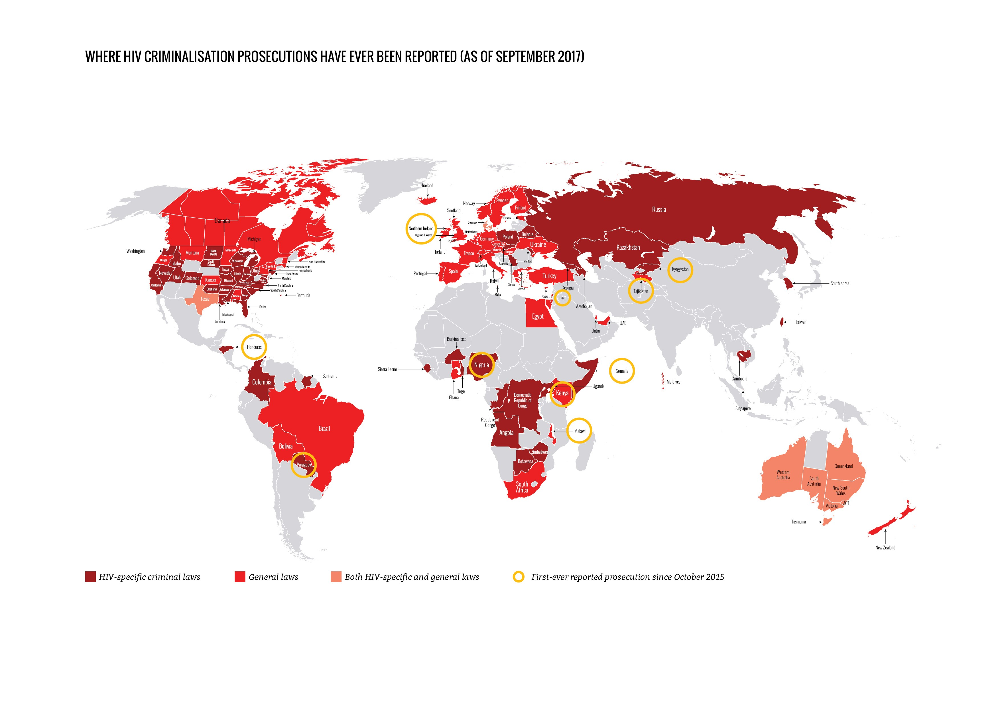 WHERE HIV CRIMINALISATION PROSECUTIONS HAVE EVER BEEN REPORTED (AS OF SEPTEMBER 2017)
Canada
Michigan
Washington
Montana
North
Dakota
Minnesota
Oregon
Idaho
South
Dakota
Wisconsin
New York
New Hampshire
Massachusetts
Pennsylvania
New Jersey
Maryland
Nevada
Utah
Colorado
Iowa
Illinois
Indiana
Ohio
Kansas
Missouri
Kentucky
Virginia
California
Oklahoma
Arkansas
Tennessee
North Carolina
South Carolina
Texas
Alabama
Georgia
Bermuda
Florida
Mississippi
Louisiana
Honduras
Colombia
Suriname
Brazil
Bolivia
Paraguay
Iceland
Norway
Sweden
Finland
Scotland
Estonia
Denmark
Northern Ireland
England & Wales
Netherlands
Belgium
Ireland
Germany
Poland
Belarus
Czech Rep
Ukraine
Austria
Hungary
France
Switzerland
Slovakia
Moldova
Portugal
Spain
Italy
Serbia
Greece
Malta
Turkey
Cyprus
Georgia
Israel
Azerbaijan
Russia
Kazakhstan
Kyrgyzstan
Tajikistan
South Korea
Taiwan
Egypt
Qatar
UAE
Burkina Faso
Sierra Leone
Nigeria
Togo
Ghana
Somalia
Uganda
Kenya
Democratic
Republic of
Congo
Republic of
Congo
Angola
Malawi
Zimbabwe
Botswana
South
Africa
Maldives
Cambodia
Singapore
Western
Australia
South
Australia
Queensland
New South
Wales
Victoria
ACT
Tasmania
New Zealand
HIV-specific criminal laws
General laws
Both HIV-specific and general laws
First-ever reported prosecution since October 2015